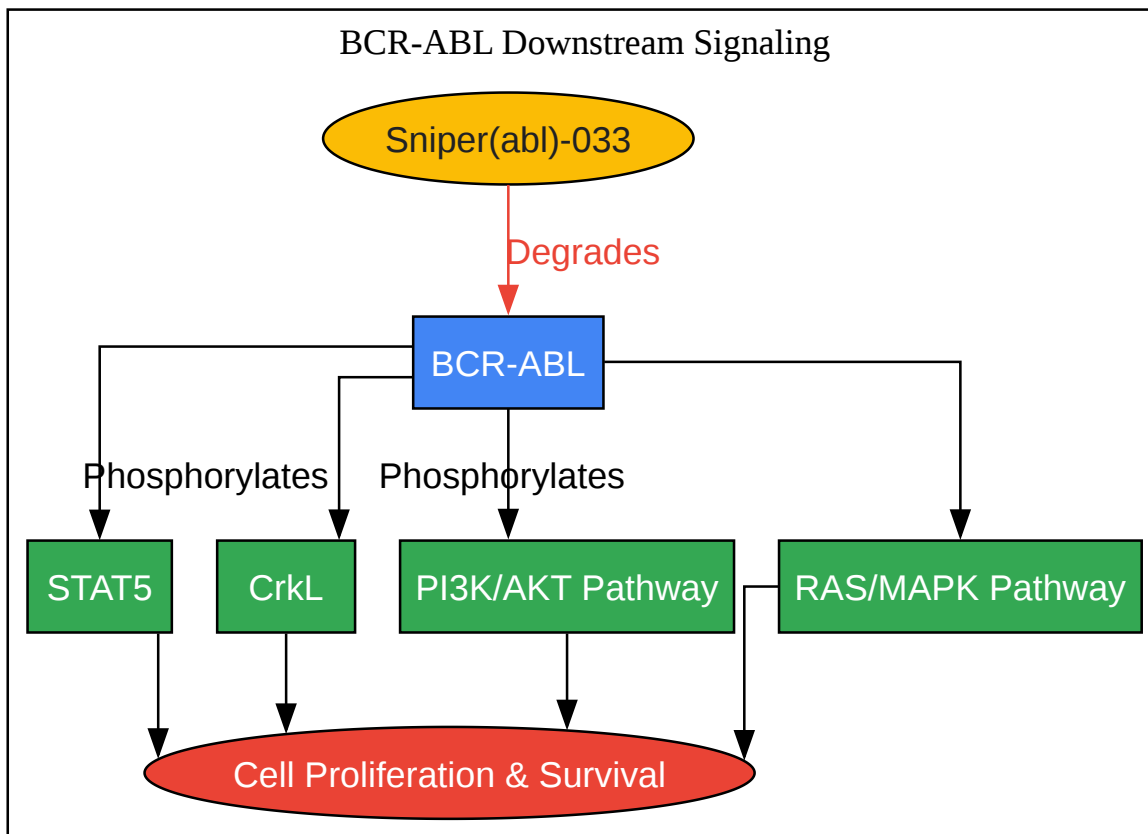 BCR-ABL Downstream Signaling
Sniper(abl)-033
Degrades
BCR-ABL
Phosphorylates
Phosphorylates
STAT5
CrkL
PI3K/AKT Pathway
RAS/MAPK Pathway
Cell Proliferation & Survival